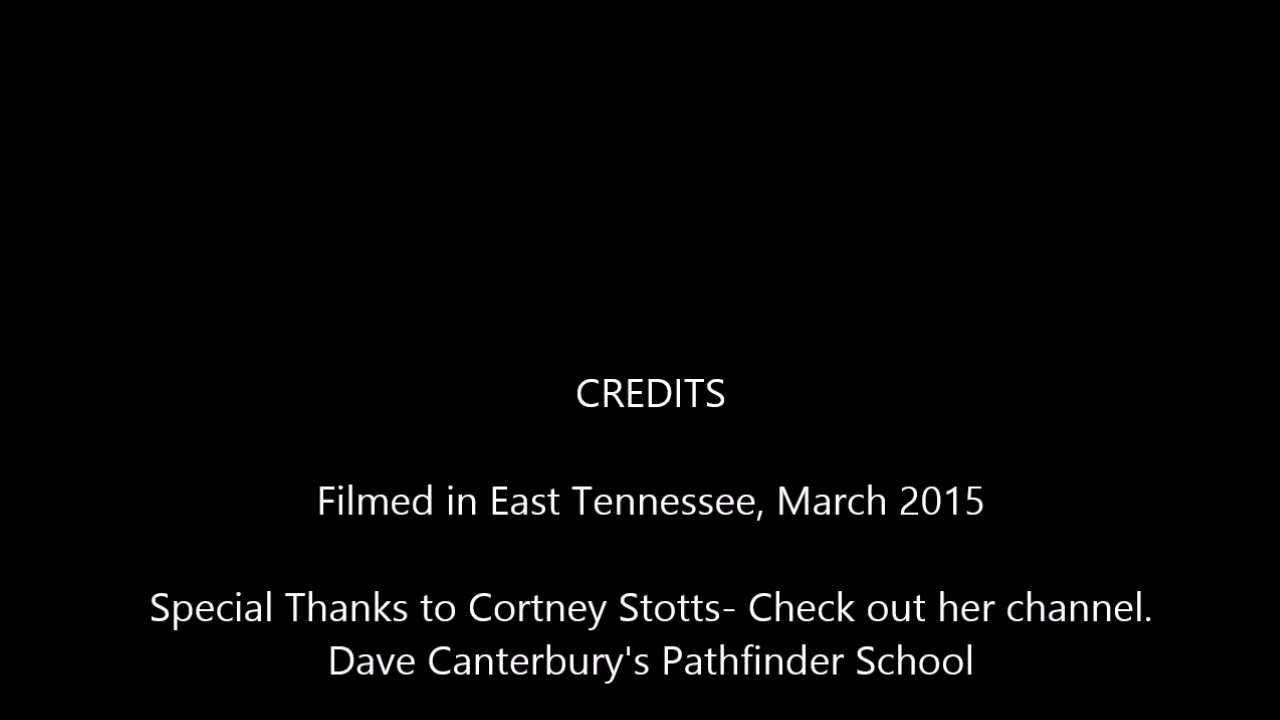 CREDITS
Filmed in East Tennessee, March 2015
Special Thanks to Cortney Stotts- Check out her channel.
Dave Canterbury's Pathfinder School